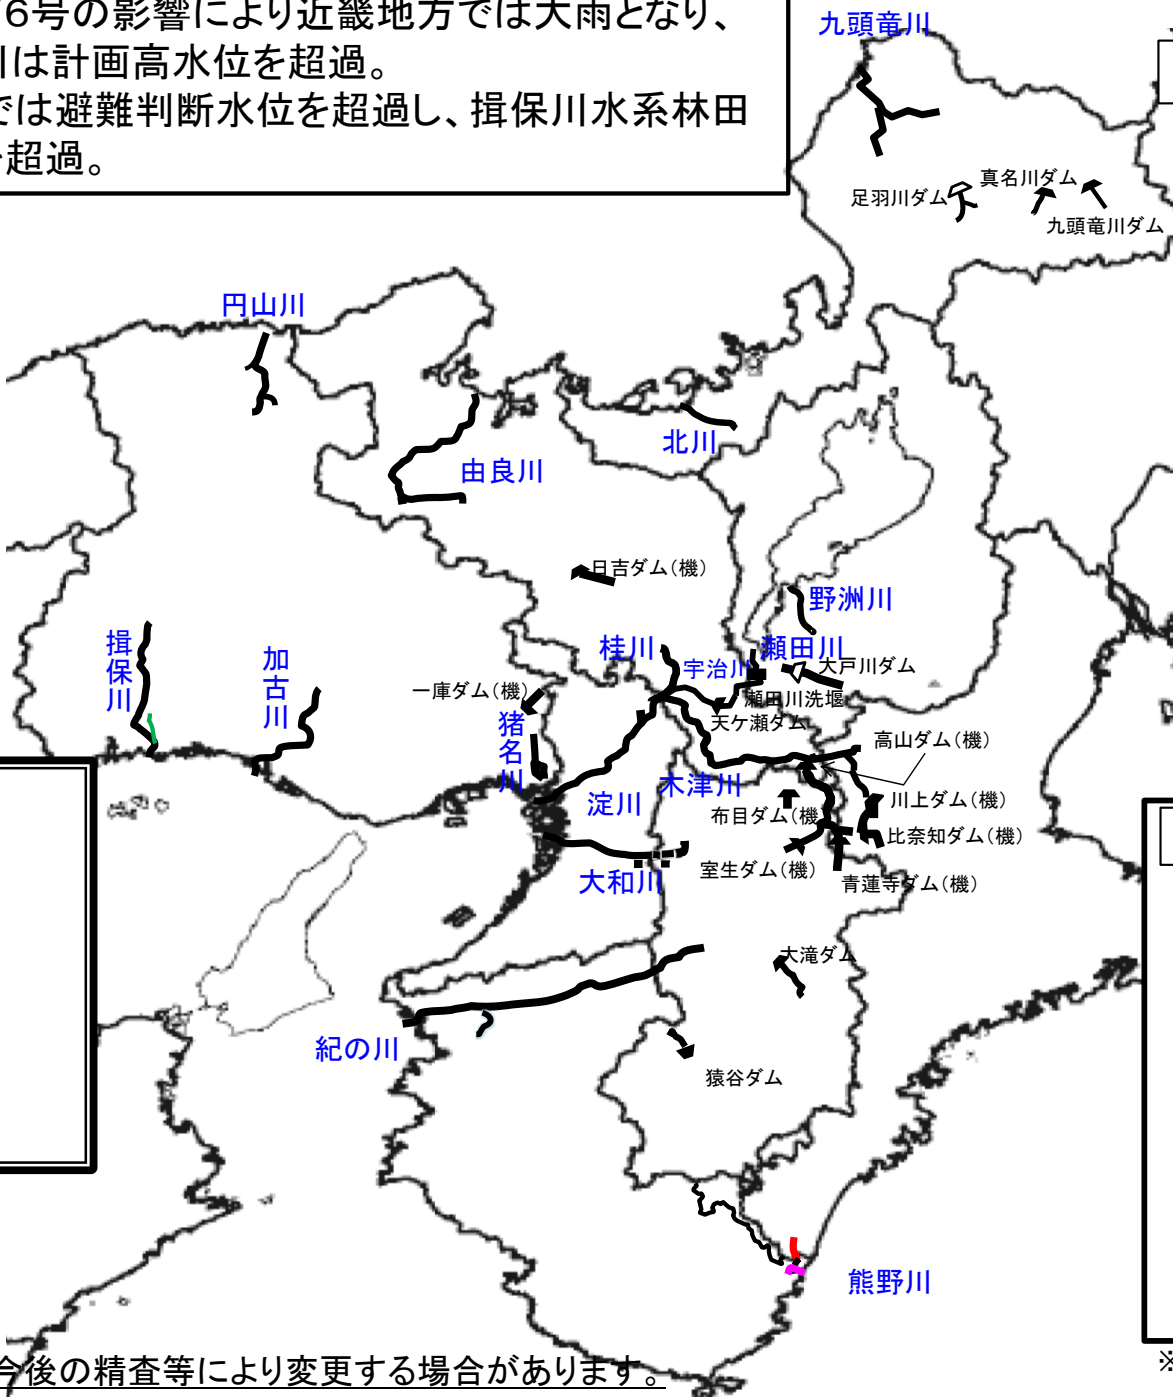 6号の影響により近畿地方では大雨となり、
川は計画高水位を超過。
では避難判断水位を超過し、揖保川水系林田
を超過。
九頭竜川
足羽川ダム
真名川ダム
九頭竜川ダム
円山川
北川
由良川
日吉ダム(機)
野洲川
揖保川
加古川
桂川
宇治川
瀬田川
大戸川ダム
一庫ダム(機)
瀬田川洗堰
天ケ瀬ダム
猪名川
高山ダム(機)
淀川
木津川
川上ダム(機)
布目ダム(機
比奈知ダム(機)
大和川
室生ダム(機)
青蓮寺ダム(機)
大滝ダム
紀の川
猿谷ダム
熊野川
今後の精査等により変更する場合があります。
※